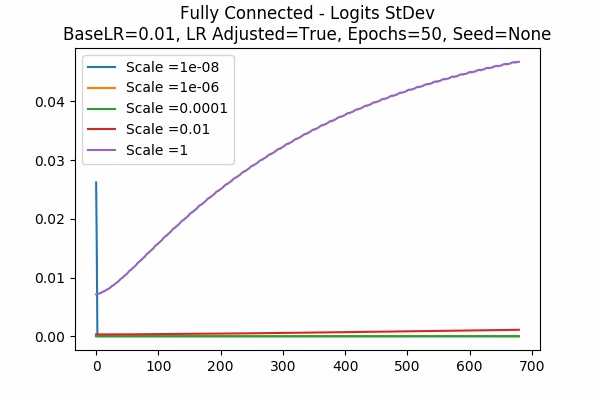 Fully Connected - Logits StDev
BaseLR=0.01, LR Adjusted=True, Epochs=50, Seed=None
Scale =1e-08
Scale =1e-06
Scale =0.0001
Scale =0.01
Scale =1
0.04
0.03
0.02
0.01
0.00
0 100 200 300 400 500 600 700